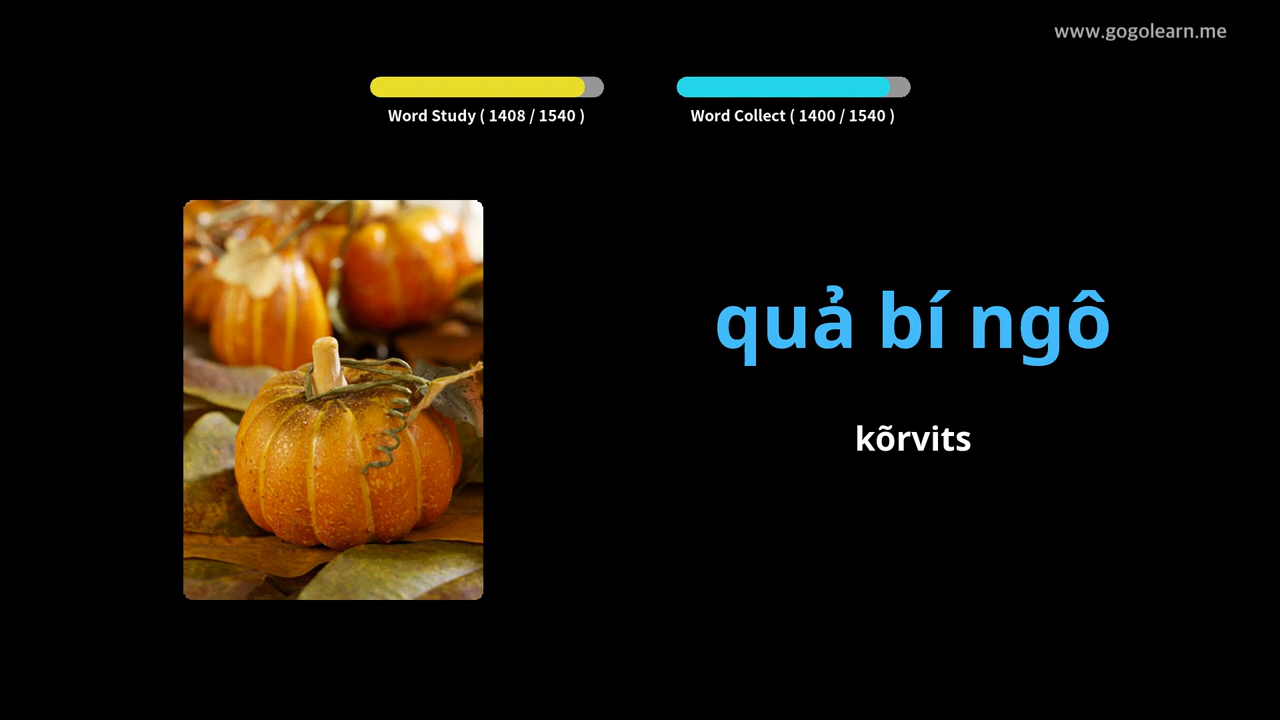 www.gogolearn.me
Word Study ( 1408 / 1540 )
Word Collect ( 1400 / 1540 )
quả bí ngô
kõrvits